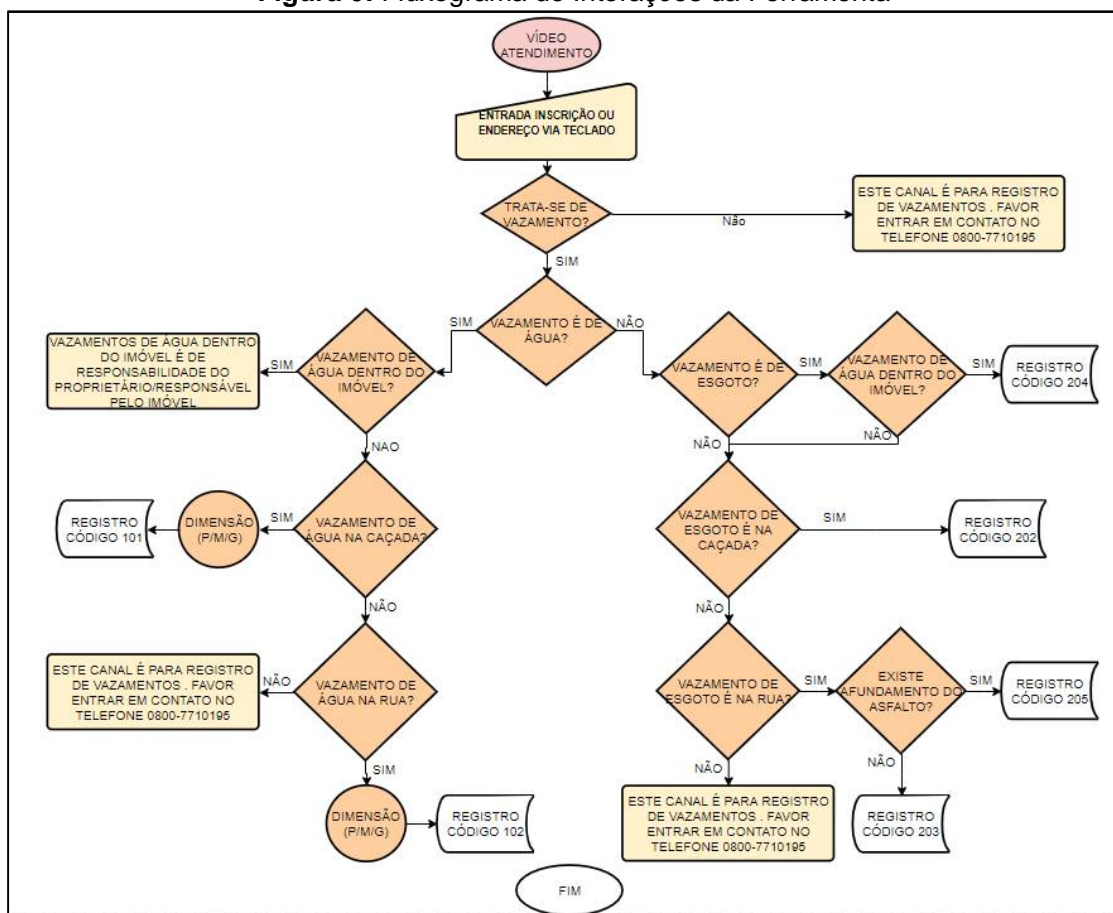 VÍDEO
ATENDIMENTO
ENTRADA INSCRIÇÃO OU
ENDEREÇO VIA TECLADO
TRATA-SE DE
VAZAMENTO?
Não
ESTE CANAL É PARA REGISTRO
DE VAZAMENTOS . FAVOR
ENTRAR EM CONTATO NO
TELEFONE 0800-7710195
SIM
VAZAMENTO É DE
ÁGUA?
SIM
NÃO
VAZAMENTO DE
ÁGUA DENTRO DO
IMÓVEL?
SIM
VAZAMENTOS DE ÁGUA DENTRO
DO IMÓVEL É DE
RESPONSABILIDADE DO
PROPRIETÁRIO/RESPONSÁVEL
PELO IMÓVEL
VAZAMENTO É DE
ESGOTO?
SIM
VAZAMENTO DE
ÁGUA DENTRO DO
IMÓVEL?
SIM
REGISTRO
CÓDIGO 204
NAO
NÃO
NÃO
VAZAMENTO DE
ÁGUA NA CAÇADA?
SIM
DIMENSÃO
(P/M/G)
REGISTRO
CÓDIGO 101
VAZAMENTO DE
ESGOTO É NA
CAÇADA?
SIM
REGISTRO
CÓDIGO 202
NÃO
NÃO
VAZAMENTO DE
ÁGUA NA RUA?
NÃO
ESTE CANAL É PARA REGISTRO
DE VAZAMENTOS . FAVOR
ENTRAR EM CONTATO NO
TELEFONE 0800-7710195
VAZAMENTO DE
ESGOTO É NA RUA?
SIM
EXISTE
AFUNDAMENTO DO
ASFALTO?
SIM
REGISTRO
CÓDIGO 205
SIM
NÃO
NÃO
DIMENSÃO
(P/M/G)
REGISTRO
CÓDIGO 102
ESTE CANAL É PARA REGISTRO
DE VAZAMENTOS . FAVOR
ENTRAR EM CONTATO NO
TELEFONE 0800-7710195
REGISTRO
CÓDIGO 203
FIM